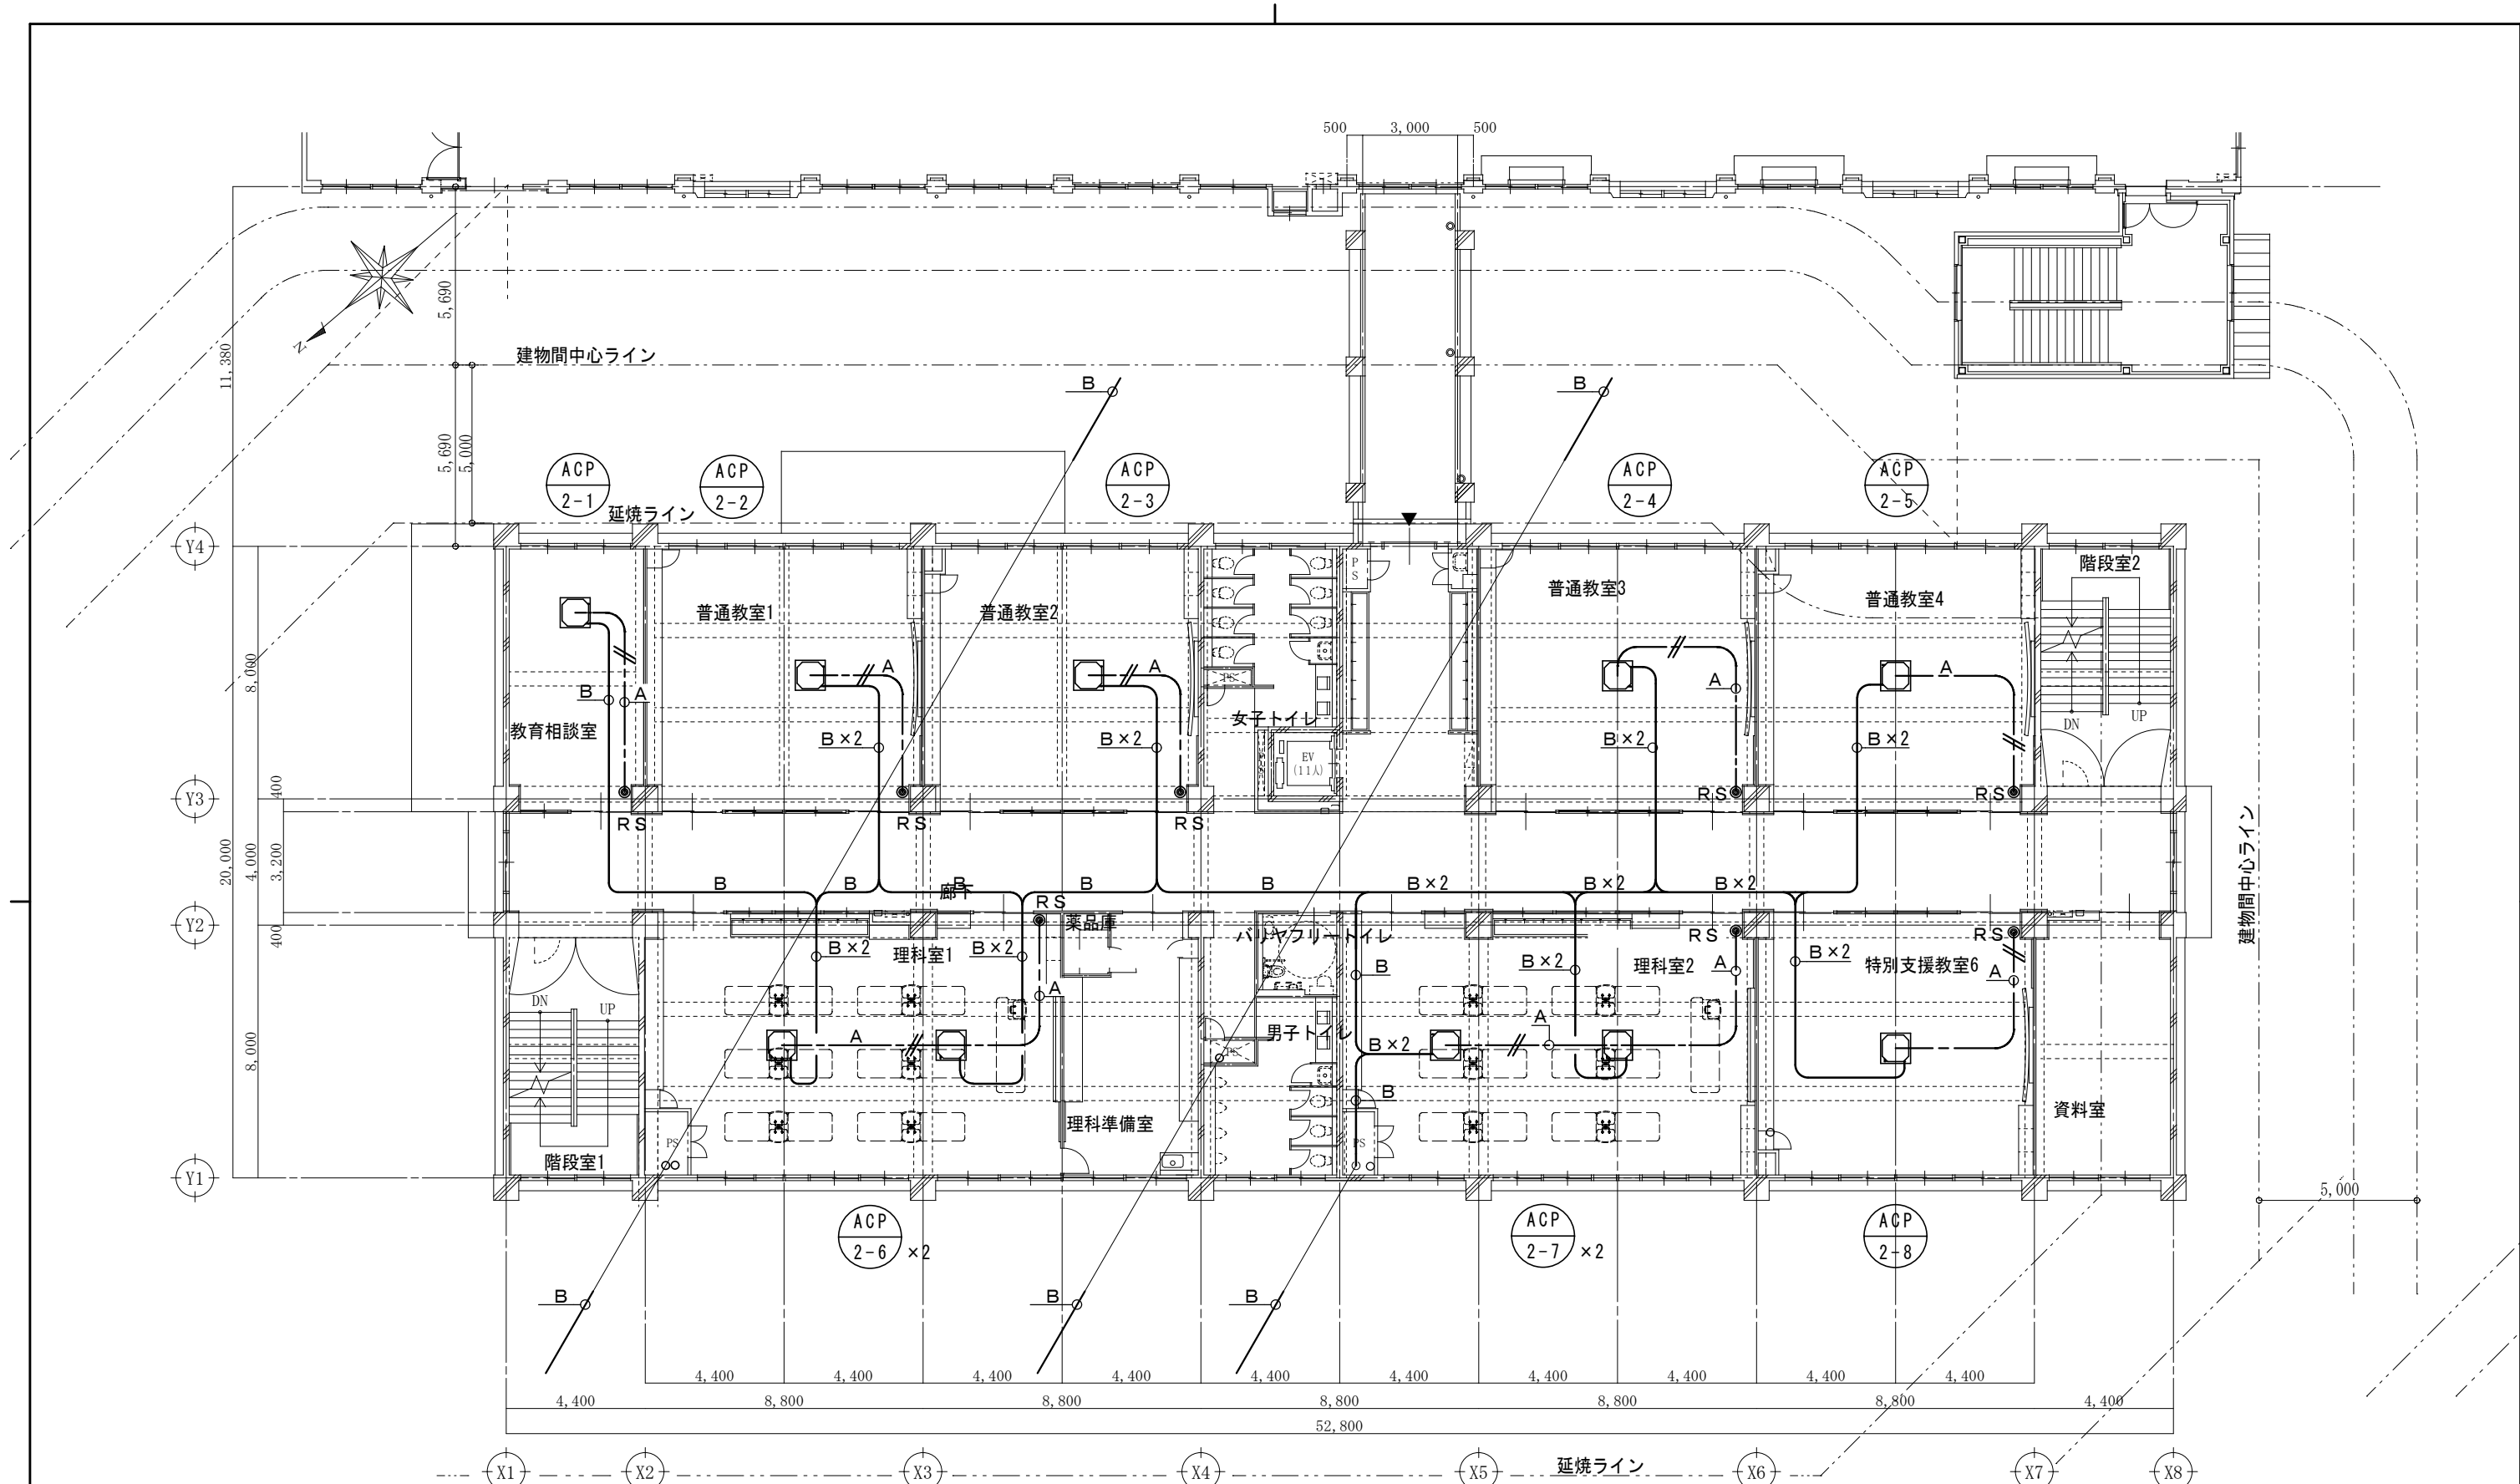 500 3,000 500
N
5,690
11,380
建物間中心ライン
B B
5,690
5,000
ACP
2-1
ACP
2-2
ACP
2-3
ACP
2-4
ACP
2-5
延焼ライン
Y4
階段室2
普通教室1
普通教室2
PS
普通教室3
普通教室4
8,000
A A A A
B A
PS
教育相談室
女子トイレ
DN UP
B×2 B×2 B×2 B×2
EV
(11人)
400
Y3
RS RS RS RS RS
建物間中心ライン
20,000
4,000
3,200
B B B B B B×2 B×2 B×2
廊下
Y2
400
RS
薬品庫
バリヤフリートイレ
RS RS
B×2 理科室1 B×2
B B×2 理科室2 A B×2 特別支援教室6 A
DN UP
A
8,000
A
男子トイレ
PS
B×2
A
B
理科準備室
資料室
PS
PS
階段室1
Y1
5,000
ACP
2-6 ×2
ACP
2-7 ×2
ACP
2-8
B B B
4,400 4,400 4,400 4,400 4,400 4,400 4,400 4,400 4,400 4,400
4,400 8,800 8,800 8,800 8,800 8,800 4,400
52,800
延焼ライン
X1 X2 X3 X4 X5 X6 X7 X8